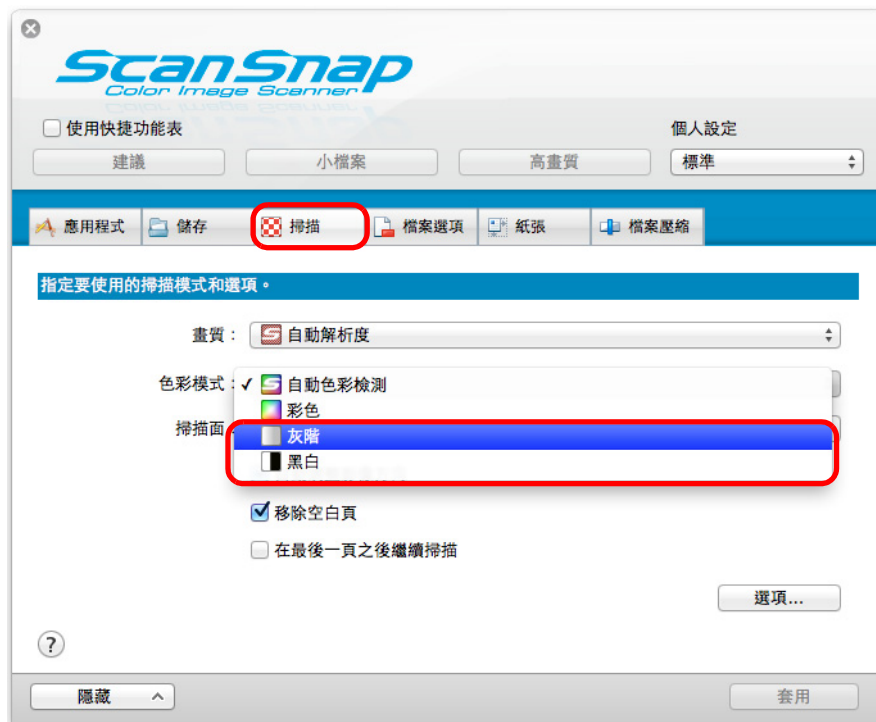 ScanSnap
Color Image Scanner
使用快捷功能表
個人設定
建議
小檔案
高畫質
標準
應用程式
儲存
掃描
檔案選項
紙張
檔案壓縮
指定要使用的掃描模式和選項。
畫質：
自動解析度
色彩模式：
自動色彩檢測
彩色
掃描面
灰階
黑白
移除空白頁
在最後一頁之後繼續掃描
選項...
?
隱藏
套用